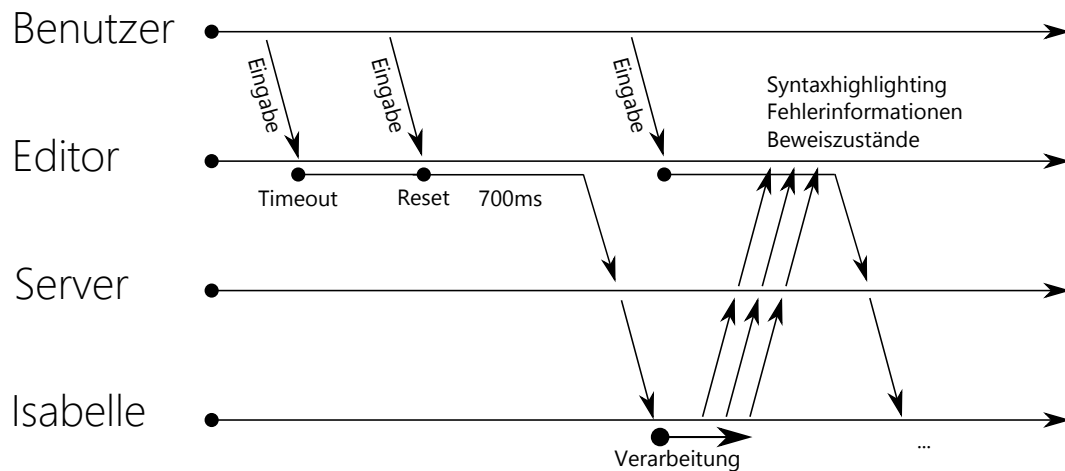 Benutzer
Eingabe
Eingabe
Eingabe
Syntaxhighlighting
Fehlerinformationen
Beweiszustände
Editor
Timeout
Reset
700ms
Server
Isabelle
Verarbeitung
...